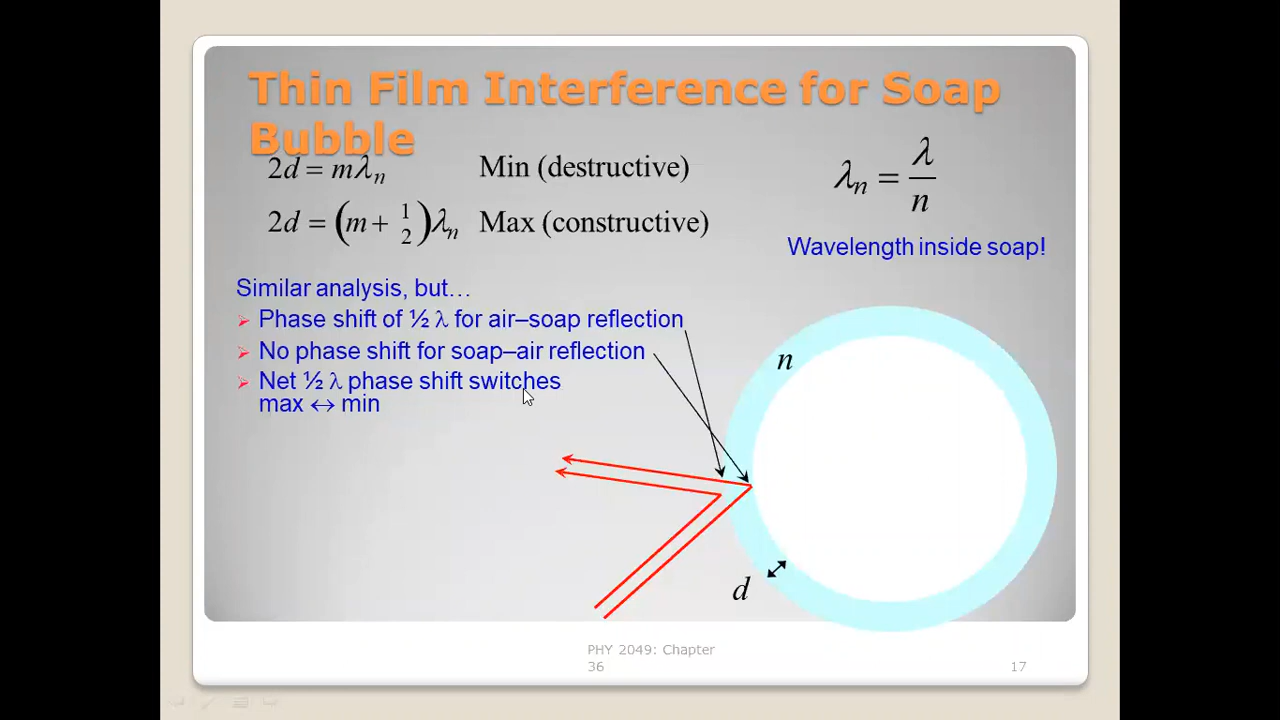 Thin Film Interference for Soap
Bubble
2d = mλn Min (destructive)
2d = (m + 1/2)λn Max (constructive)
λn = λ/n
Wavelength inside soap!
Similar analysis, but…
Phase shift of ½ λ for air–soap reflection
No phase shift for soap–air reflection
Net ½ λ phase shift switches
max ↔ min
n
d
PHY 2049: Chapter
36
17